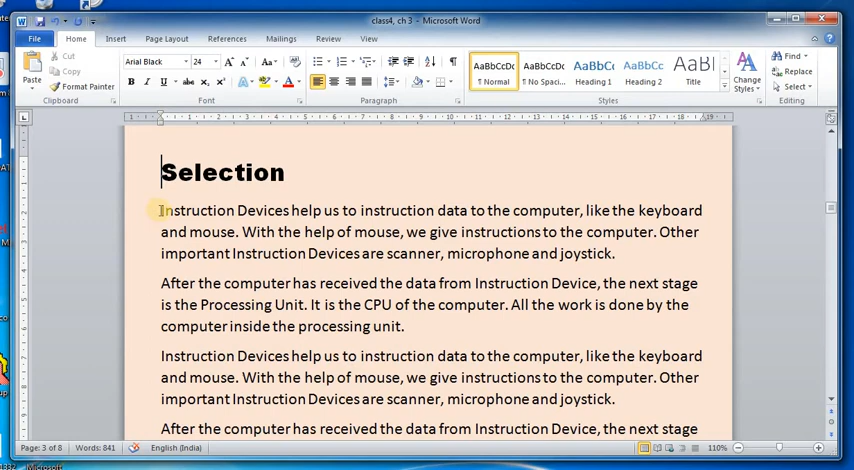 class4, ch 3 - Microsoft Word
File Home Insert Page Layout References Mailings Review View
Cut
Copy
Format Painter
Paste
Arial Black 24
AaBbCcDc AaBbCcDc AaBbC AaBbCc AaBl
¶ Normal ¶ No Spaci... Heading 1 Heading 2 Title
Change Styles
Find
Replace
Select
Clipboard Font Paragraph Styles Editing
Selection
Instruction Devices help us to instruction data to the computer, like the keyboard
and mouse. With the help of mouse, we give instructions to the computer. Other
important Instruction Devices are scanner, microphone and joystick.
After the computer has received the data from Instruction Device, the next stage
is the Processing Unit. It is the CPU of the computer. All the work is done by the
computer inside the processing unit.
Instruction Devices help us to instruction data to the computer, like the keyboard
and mouse. With the help of mouse, we give instructions to the computer. Other
important Instruction Devices are scanner, microphone and joystick.
After the computer has received the data from Instruction Device, the next stage
Page: 3 of 8 Words: 841 English (India) 110%